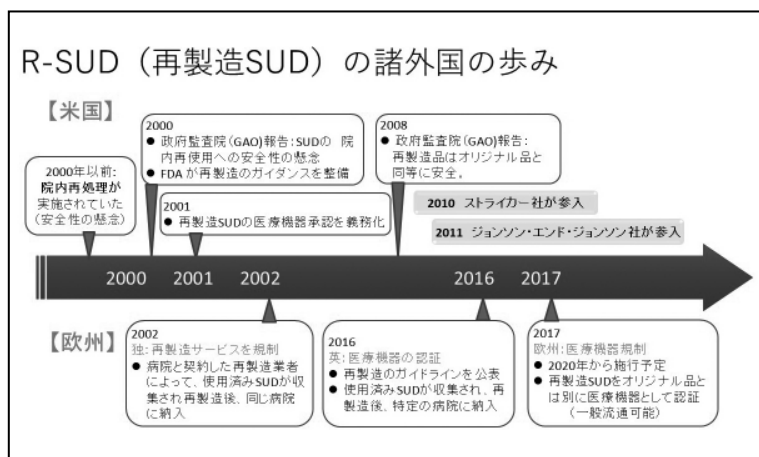 R-SUD（再製造SUD）の諸外国の歩み
【米国】
2000年以前：
院内再処理が
実施されていた
（安全性の懸念）
2000
● 政府監査院（GAO）報告：SUDの 院
内再使用への安全性の懸念
● FDA が再製造のガイダンスを整備
2001
● 再製造SUDの医療機器承認を義務化
2008
● 政府監査院（GAO）報告：
再製造品はオリジナル品と
同等に安全。
2010 ストライカー社が参入
2011 ジョンソン・エンド・ジョンソン社が参入
2000 2001 2002 2016 2017
【欧州】
2002
独：再製造サービスを規制
● 病院と契約した再製造業者
によって、使用済みSUDが収
集され再製造後、同じ病院
に納入
2016
英：医療機器の認証
● 再製造のガイドラインを公表
● 使用済みSUDが収集され、再
製造後、特定の病院に納入
2017
欧州：医療機器規制
● 2020年から施行予定
● 再製造SUDをオリジナル品と
は別に医療機器として認証
（一般流通可能）